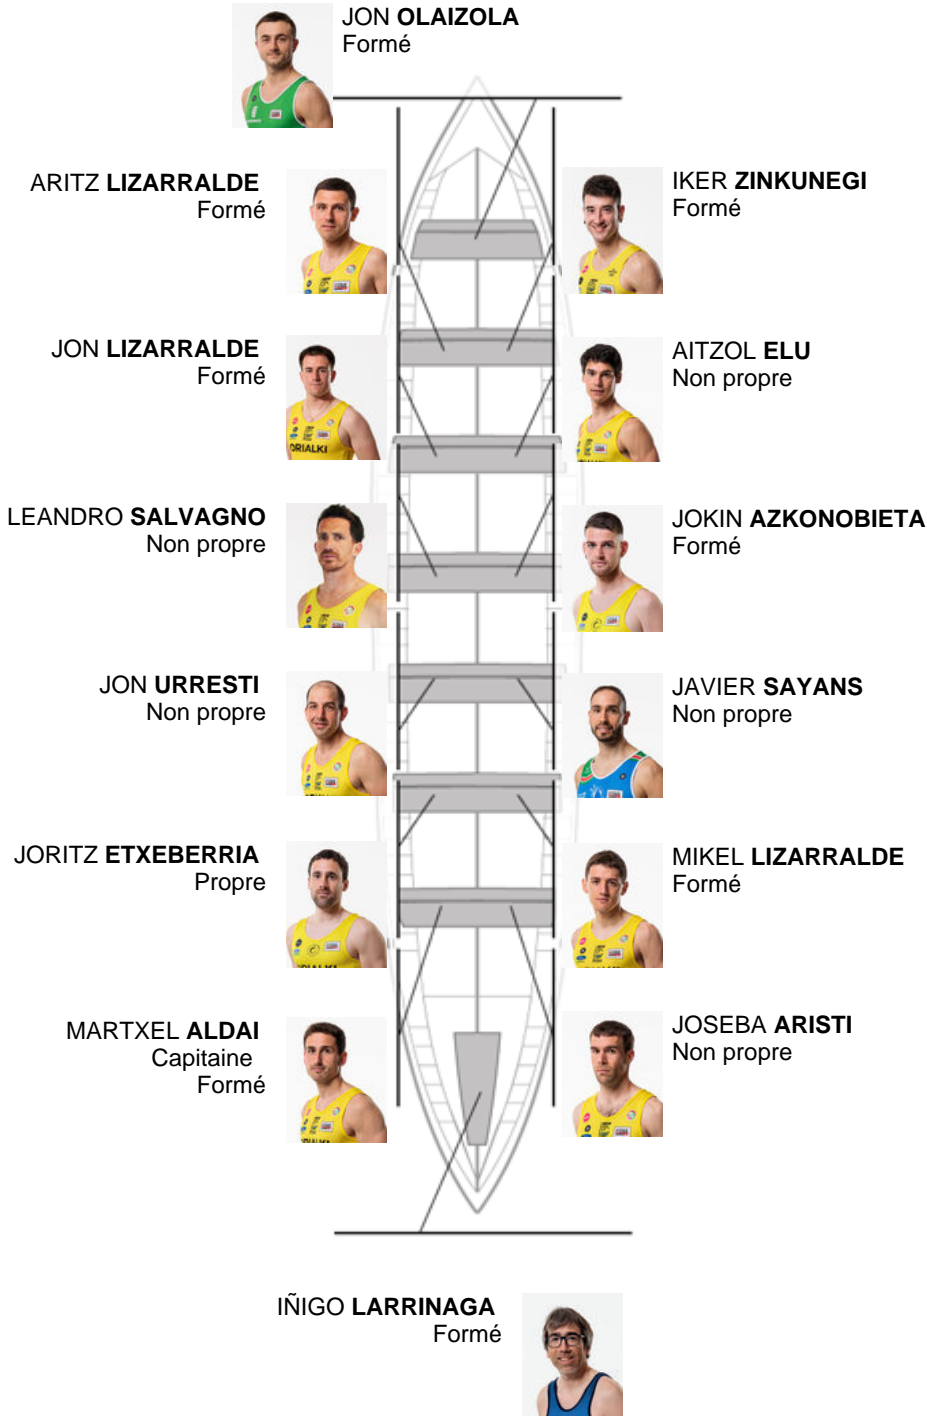 JON OLAIZOLA
Formé
ARITZ LIZARRALDE
Formé
IKER ZINKUNEGI
Formé
JON LIZARRALDE
Formé
AITZOL ELU
Non propre
LEANDRO SALVAGNO
Non propre
JOKIN AZKONOBIETA
Formé
JON URRESTI
Non propre
JAVIER SAYANS
Non propre
JORITZ ETXEBERRIA
Propre
MIKEL LIZARRALDE
Formé
MARTXEL ALDAI
Capitaine
Formé
JOSEBA ARISTI
Non propre
IÑIGO LARRINAGA
Formé
ORIALKI